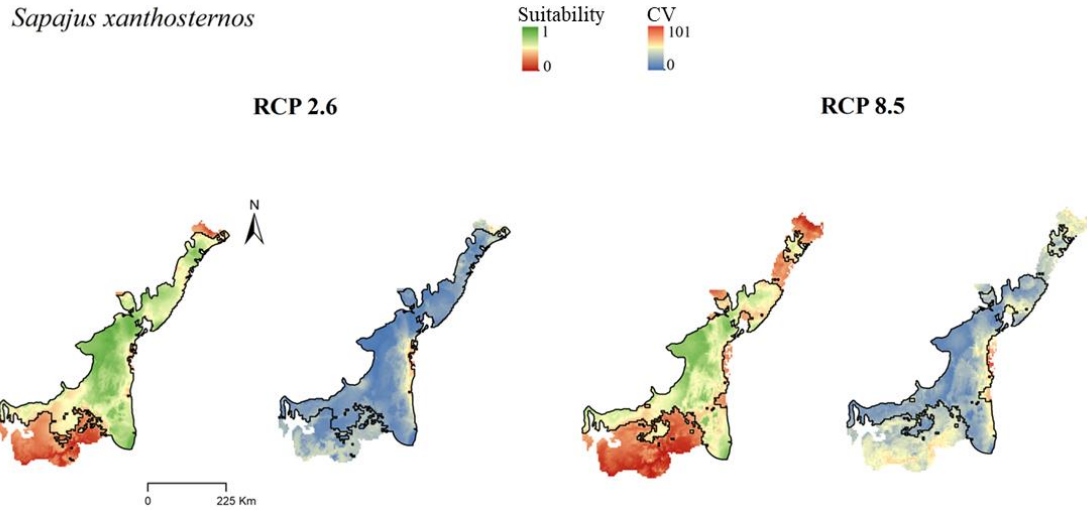 Sapajus xanthosternos
Suitability
1
0
CV
101
0
RCP 2.6
RCP 8.5
N
0 225 Km